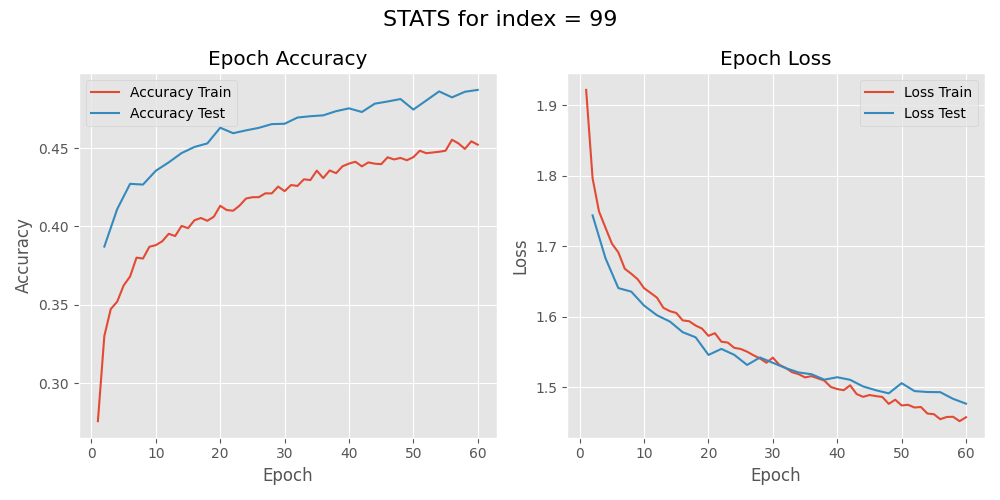 STATS for index = 99
Epoch Accuracy
Accuracy Train
Accuracy Test
0.45
0.40
0.35
0.30
Accuracy
0 10 20 30 40 50 60
Epoch
Epoch Loss
Loss Train
Loss Test
1.9
1.8
1.7
1.6
1.5
Loss
0 10 20 30 40 50 60
Epoch